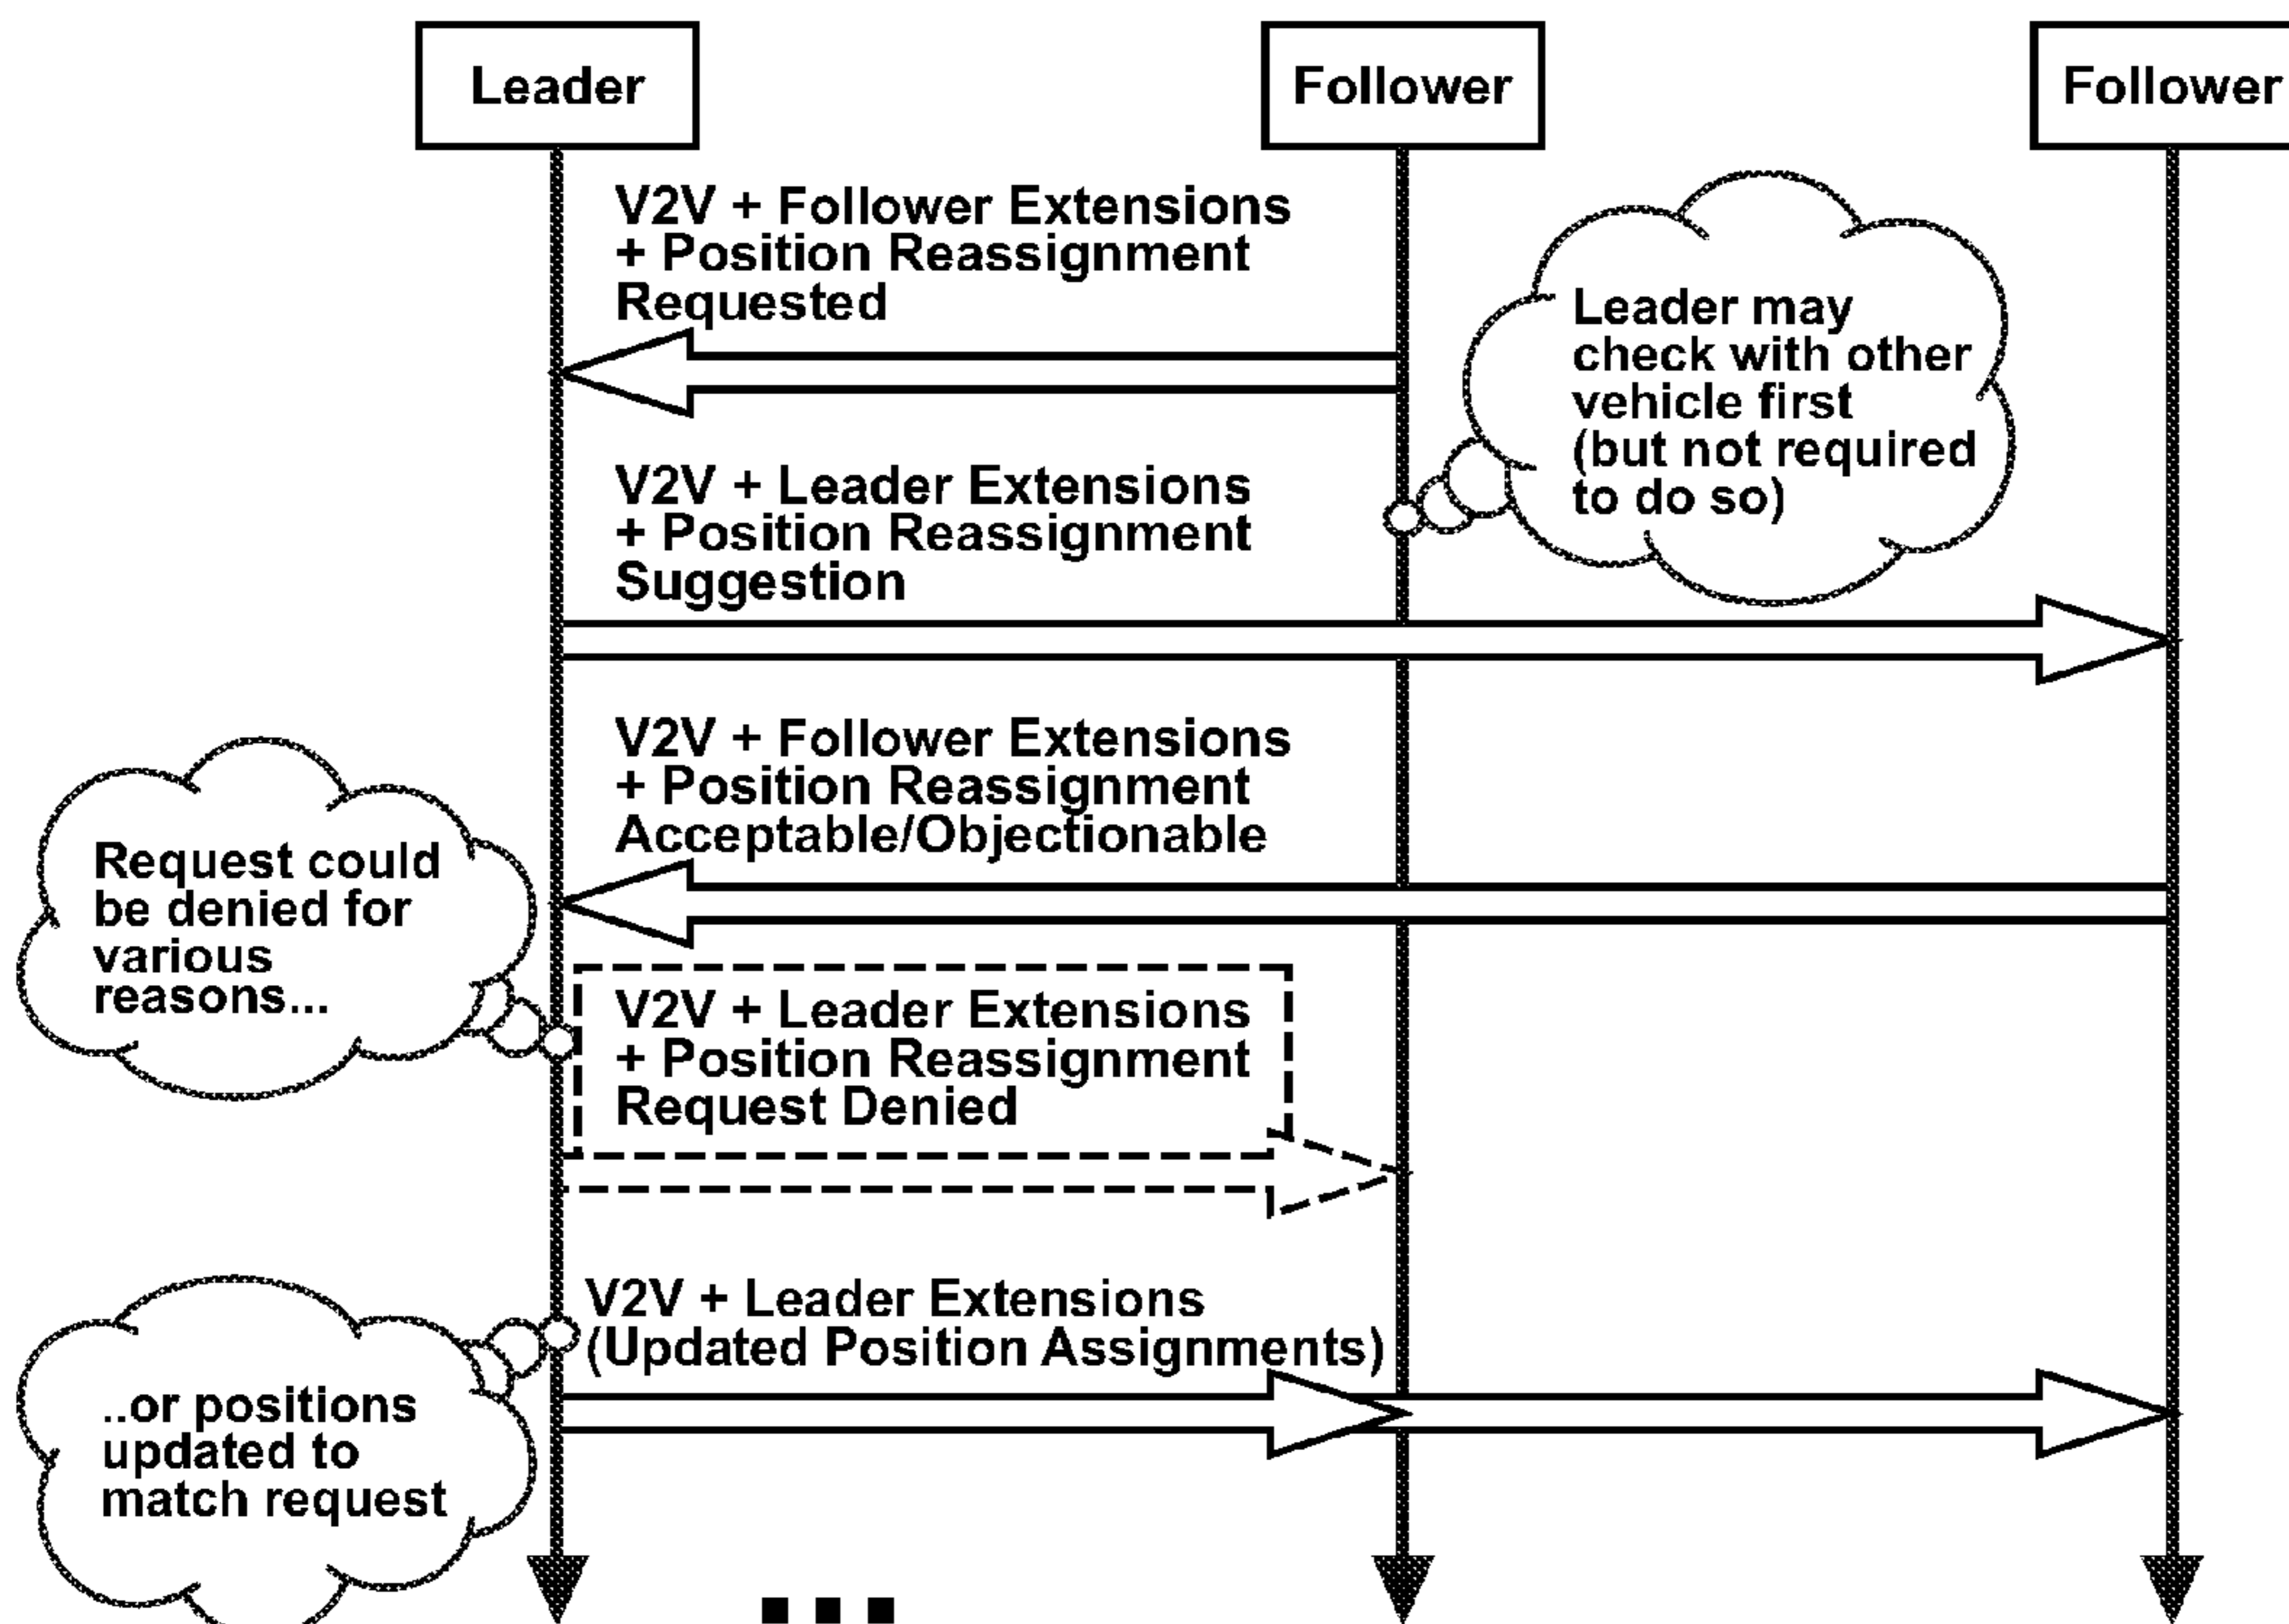 Leader
Follower
Follower
V2V + Follower Extensions
+ Position Reassignment
Requested
Leader may
check with other
vehicle first
(but not required
to do so)
V2V + Leader Extensions
+ Position Reassignment
Suggestion
V2V + Follower Extensions
+ Position Reassignment
Acceptable/Objectionable
Request could
be denied for
various
reasons...
V2V + Leader Extensions
+ Position Reassignment
Request Denied
V2V + Leader Extensions
(Updated Position Assignments)
..or positions
updated to
match request
...